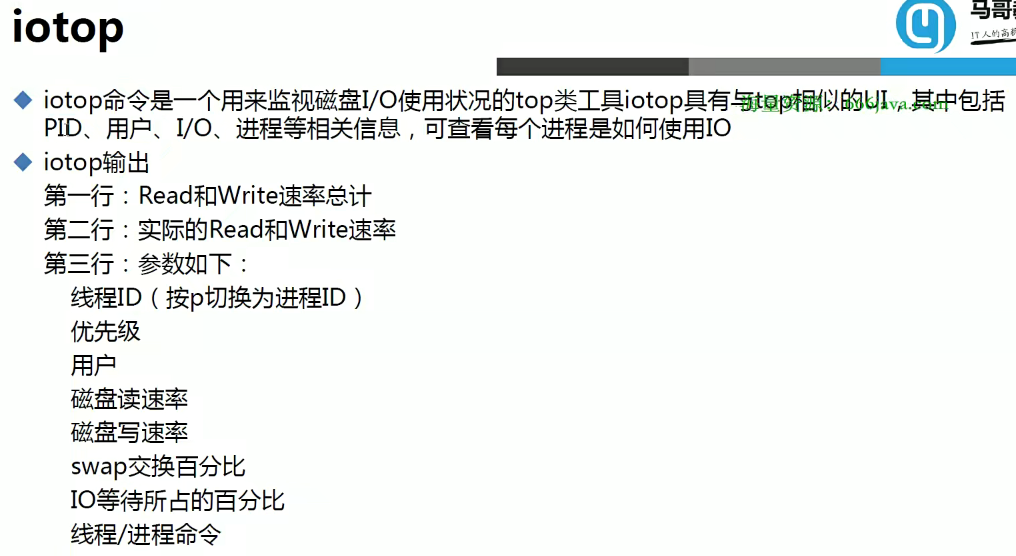 iotop
马哥
IT人的高
iotop命令是一个用来监视磁盘I/O使用状况的top类工具iotop具有与top相似的UI，其中包括
PID、用户、I/O、进程等相关信息，可查看每个进程是如何使用IO
iotop输出
第一行：Read和Write速率总计
第二行：实际的Read和Write速率
第三行：参数如下：
线程ID（按p切换为进程ID）
优先级
用户
磁盘读速率
磁盘写速率
swap交换百分比
IO等待所占的百分比
线程/进程命令